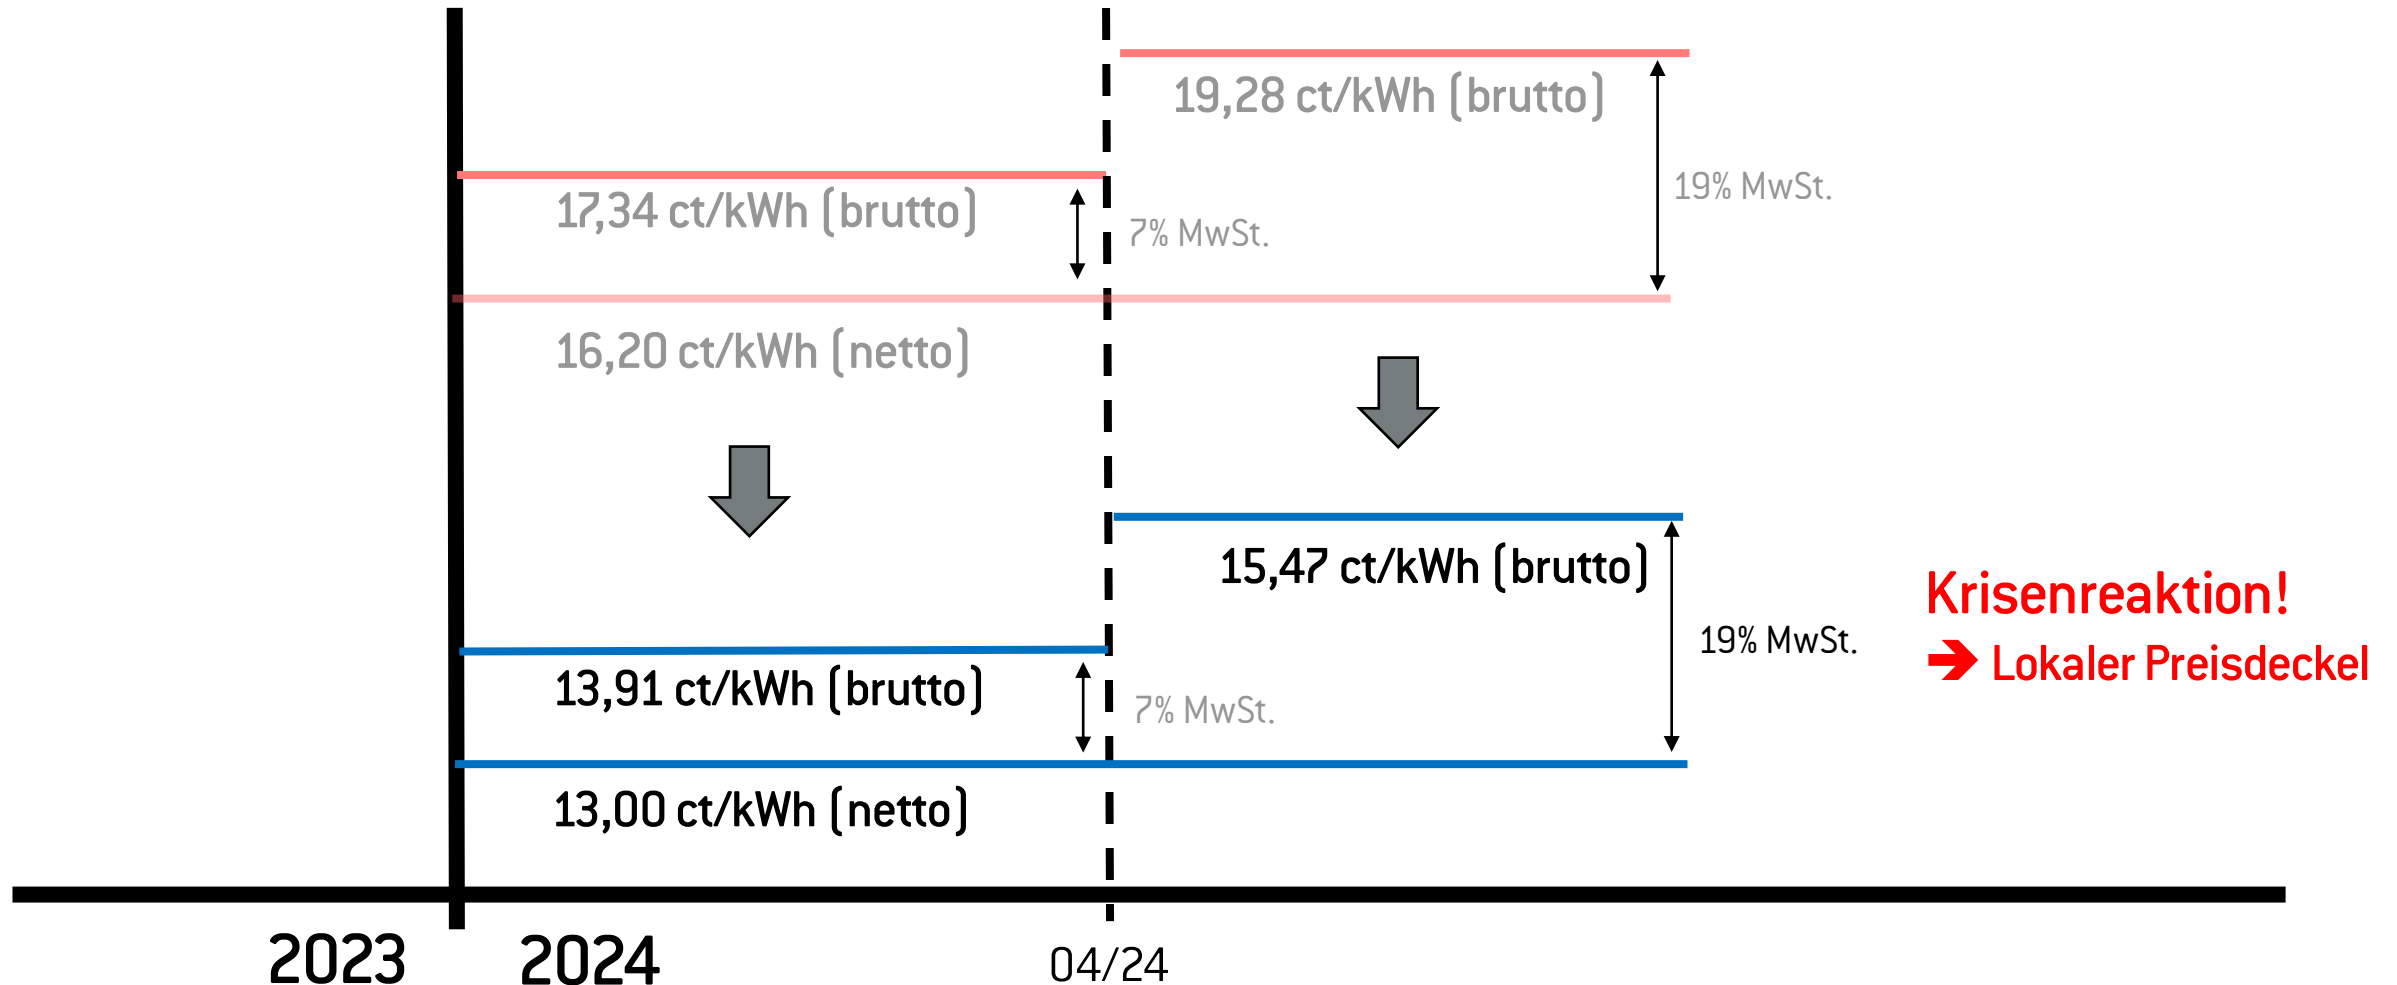 19,28 ct/kWh (brutto)
19% MwSt.
17,34 ct/kWh (brutto)
7% MwSt.
16,20 ct/kWh (netto)
15,47 ct/kWh (brutto)
19% MwSt.
Krisenreaktion!
➔ Lokaler Preisdeckel
13,91 ct/kWh (brutto)
7% MwSt.
13,00 ct/kWh (netto)
2023
2024
04/24